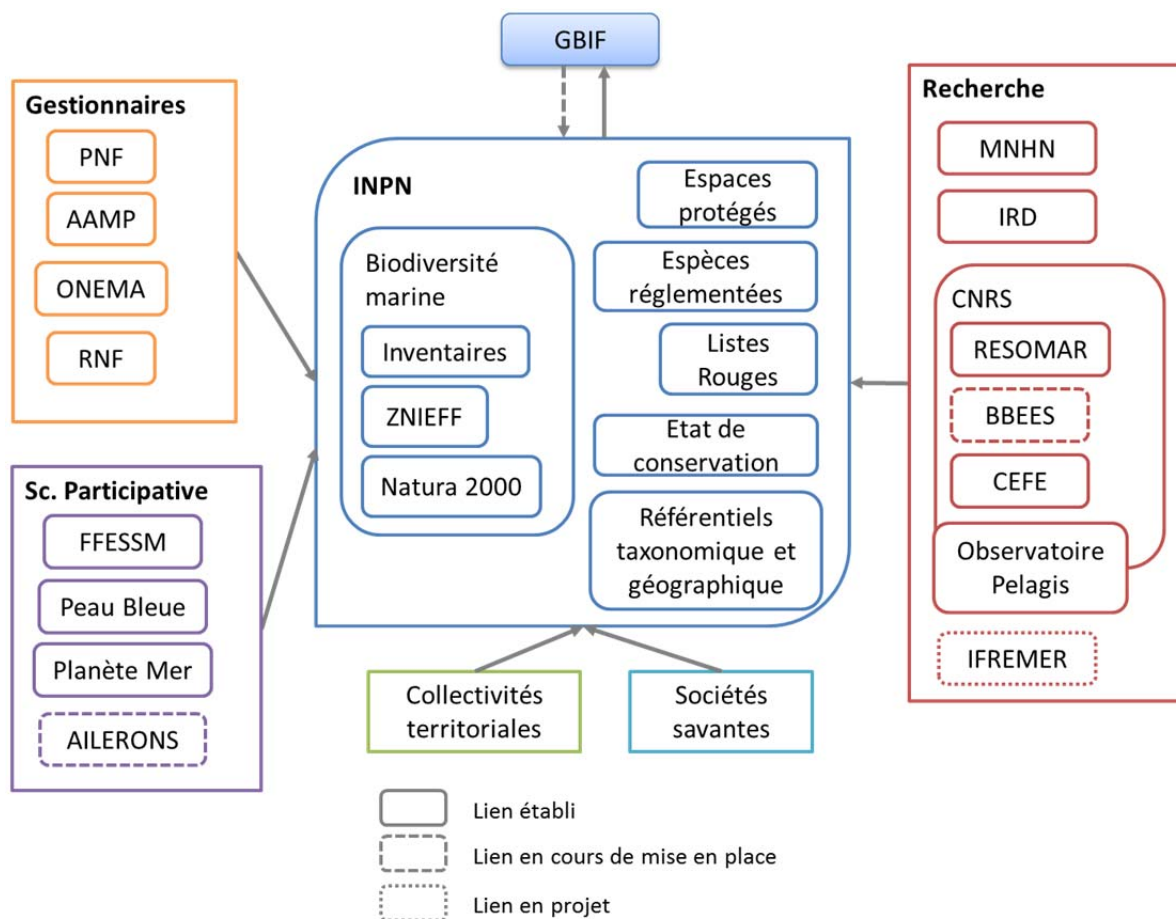 GBIF
Gestionnaires
PNF
AAMP
ONEMA
RNF
Sc. Participative
FFESSM
Peau Bleue
Planète Mer
AILERONS
INPN
Biodiversité
marine
Inventaires
ZNIEFF
Natura 2000
Espaces
protégés
Espèces
réglementées
Listes
Rouges
Etat de
conservation
Référentiels
taxonomique et
géographique
Recherche
MNHN
IRD
CNRS
RESOMAR
BBEES
CEFE
Observatoire
Pelagis
IFREMER
Collectivités
territoriales
Sociétés
savantes
Lien établi
Lien en cours de mise en place
Lien en projet